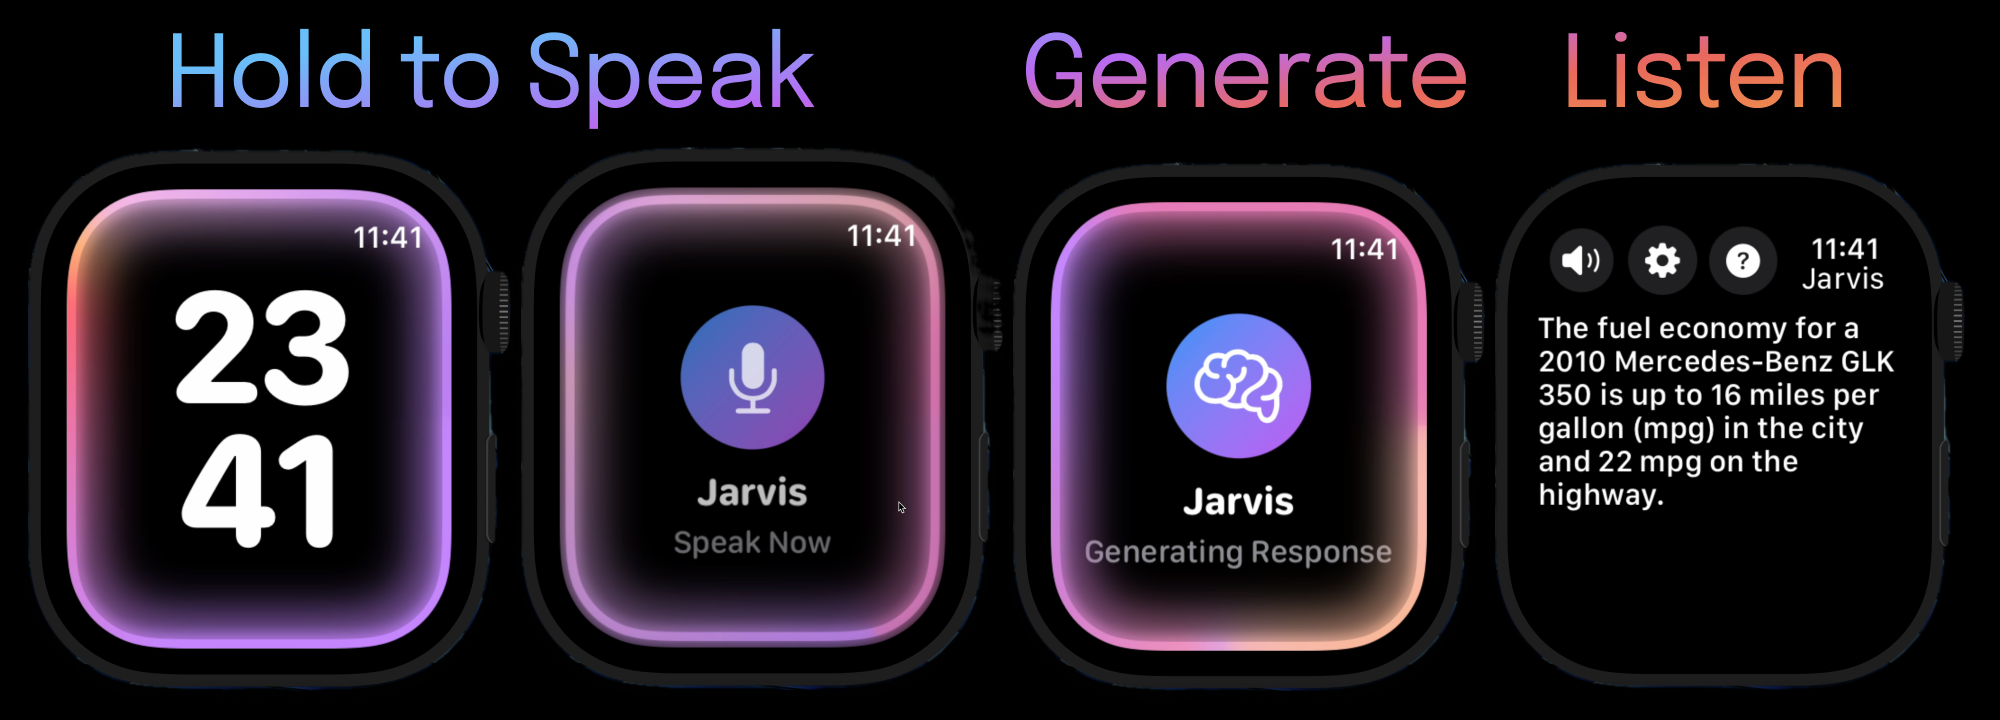 Hold to Speak
Generate
Listen
11:41
23
41
11:41
Jarvis
Speak Now
11:41
Jarvis
Generating Response
?
11:41
Jarvis
The fuel economy for a
2010 Mercedes-Benz GLK
350 is up to 16 miles per
gallon (mpg) in the city
and 22 mpg on the
highway.